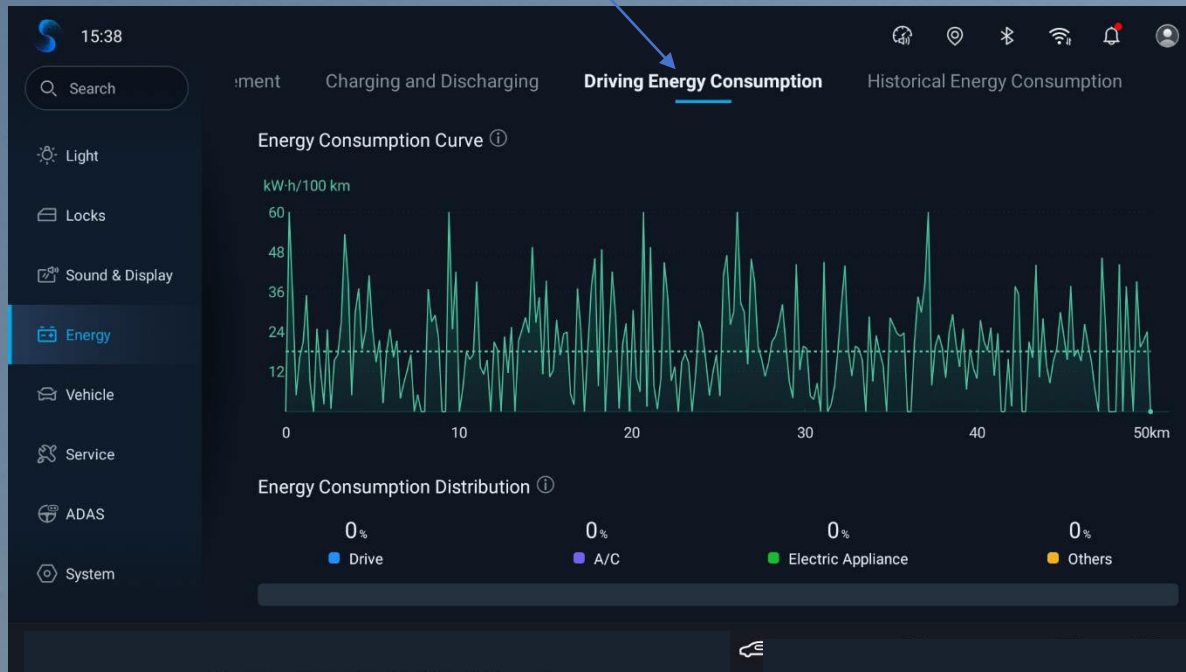 15:38
Search
ement Charging and Discharging Driving Energy Consumption Historical Energy Consumption
Light
Locks
Sound & Display
Energy
Vehicle
Service
ADAS
System
Energy Consumption Curve
kW·h/100 km
60
48
36
24
12
0 10 20 30 40 50km
Energy Consumption Distribution
0% 0% 0% 0%
Drive A/C Electric Appliance Others